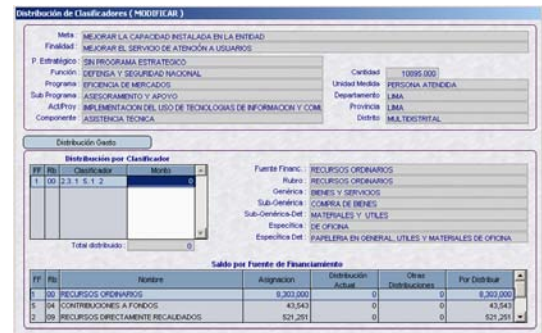 Distribución de Clasificadores ( MODIFICAR )
Meta : MEJORAR LA CAPACIDAD INSTALADA EN LA ENTIDAD
Finalidad : MEJORAR EL SERVICIO DE ATENCIÓN A USUARIOS
P. Estratégico : SIN PROGRAMA ESTRATEGICO
Función : DEFENSA Y SEGURIDAD NACIONAL Cantidad 10095.000
Programa : EFICIENCIA DE MERCADOS Unidad Medida PERSONA ATENDIDA
Sub Programa : ASESORAMIENTO Y APOYO Departamento LIMA
Act/Proy : IMPLEMENTACION DEL USO DE TECNOLOGIAS DE INFORMACION Y COMU Provincia LIMA
Componente : ASISTENCIA TECNICA Distrito MULTIDISTRITAL
Distribución Gasto
Distribución por Clasificador
FF Rb Clasificador Monto
1 00 2.3. 1 5. 1 2 0
Total distribuido : 0
Fuente Financ. : RECURSOS ORDINARIOS
Rubro : RECURSOS ORDINARIOS
Genérica : BIENES Y SERVICIOS
Sub-Genérica : COMPRA DE BIENES
Sub-Genérica-Det : MATERIALES Y UTILES
Específica : DE OFICINA
Específica Det : PAPELERIA EN GENERAL, UTILES Y MATERIALES DE OFICINA
Saldo por Fuente de Financiamiento
FF Rb Nombre Asignacion Distribución Actual Otras Distribuciones Por Distribuir
1 00 RECURSOS ORDINARIOS 8,303,000 0 0 8,303,000
5 04 CONTRIBUCIONES A FONDOS 43,543 0 0 43,543
2 09 RECURSOS DIRECTAMENTE RECAUDADOS 521,251 0 0 521,251